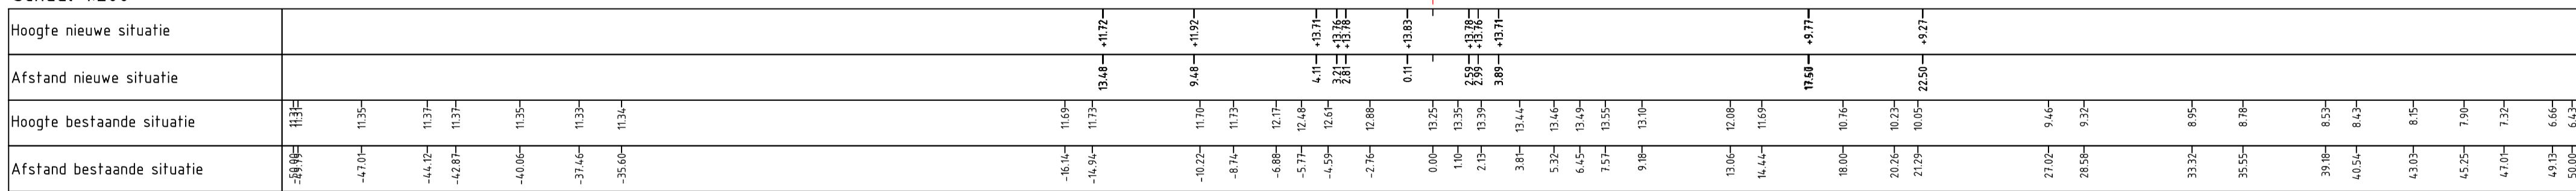 Hoogte nieuwe situatie +11.72 +11.92 +13.71 +13.76 +13.78 +13.83 +13.78 +13.76 +13.71 +9.77 +9.27
Afstand nieuwe situatie 13.48 9.48 4.11 3.21 2.81 0.11 2.59 2.99 3.89 22.50
Hoogte bestaande situatie 11.31 11.35 11.37 11.37 11.35 11.33 11.34 11.69 11.73 11.70 11.73 12.17 12.48 12.61 12.88 13.25 13.35 13.39 13.44 13.46 13.49 13.55 13.10 12.08 11.69 10.76 10.23 10.05 9.46 9.32 8.95 8.78 8.53 8.43 8.15 7.90 7.32 6.66 6.43
Afstand bestaande situatie -47.01 -44.12 -42.87 -40.06 -37.46 -35.60 -16.14 -14.94 -10.22 -8.74 -6.88 -5.77 -4.59 -2.76 0.00 1.10 2.13 3.81 5.32 6.45 7.57 9.18 13.06 14.44 18.00 20.26 21.29 27.02 28.58 33.32 35.55 39.18 40.54 43.03 45.25 47.01 49.13